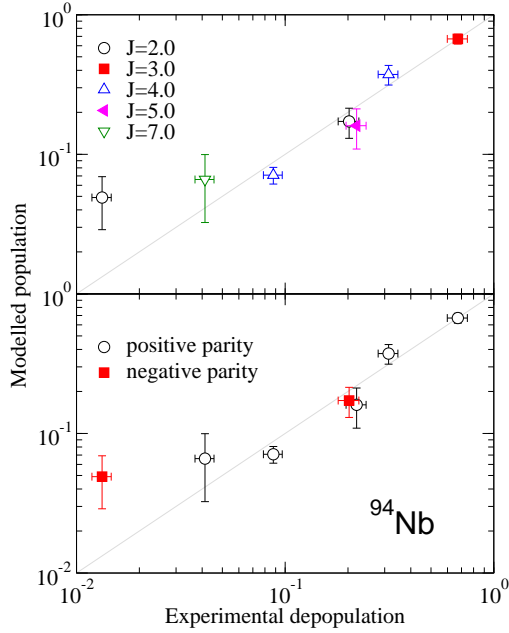 10^0
J=2.0
J=3.0
J=4.0
J=5.0
J=7.0
10^-1
Modelled population
10^0
positive parity
negative parity
10^-1
^94Nb
10^-2
10^-2
10^-1
10^0
Experimental depopulation